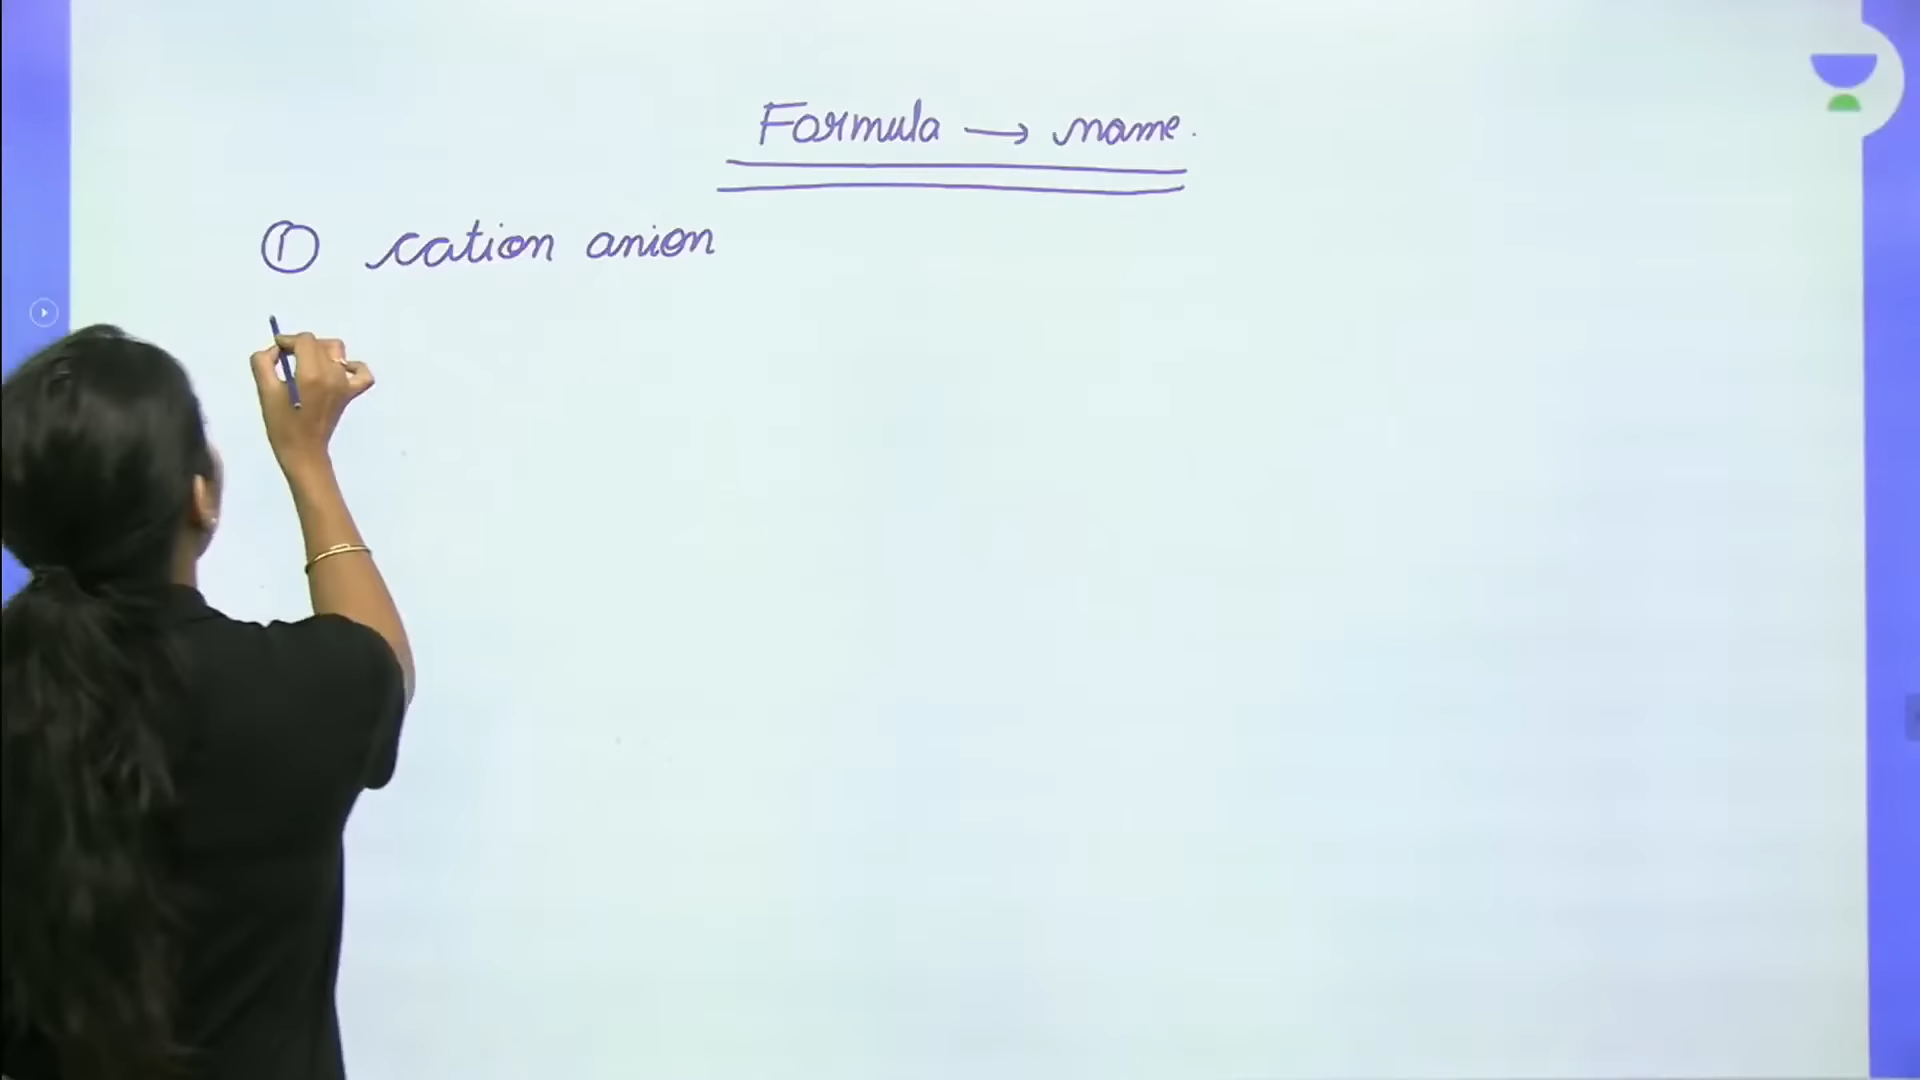 Formula → name.
① cation anion